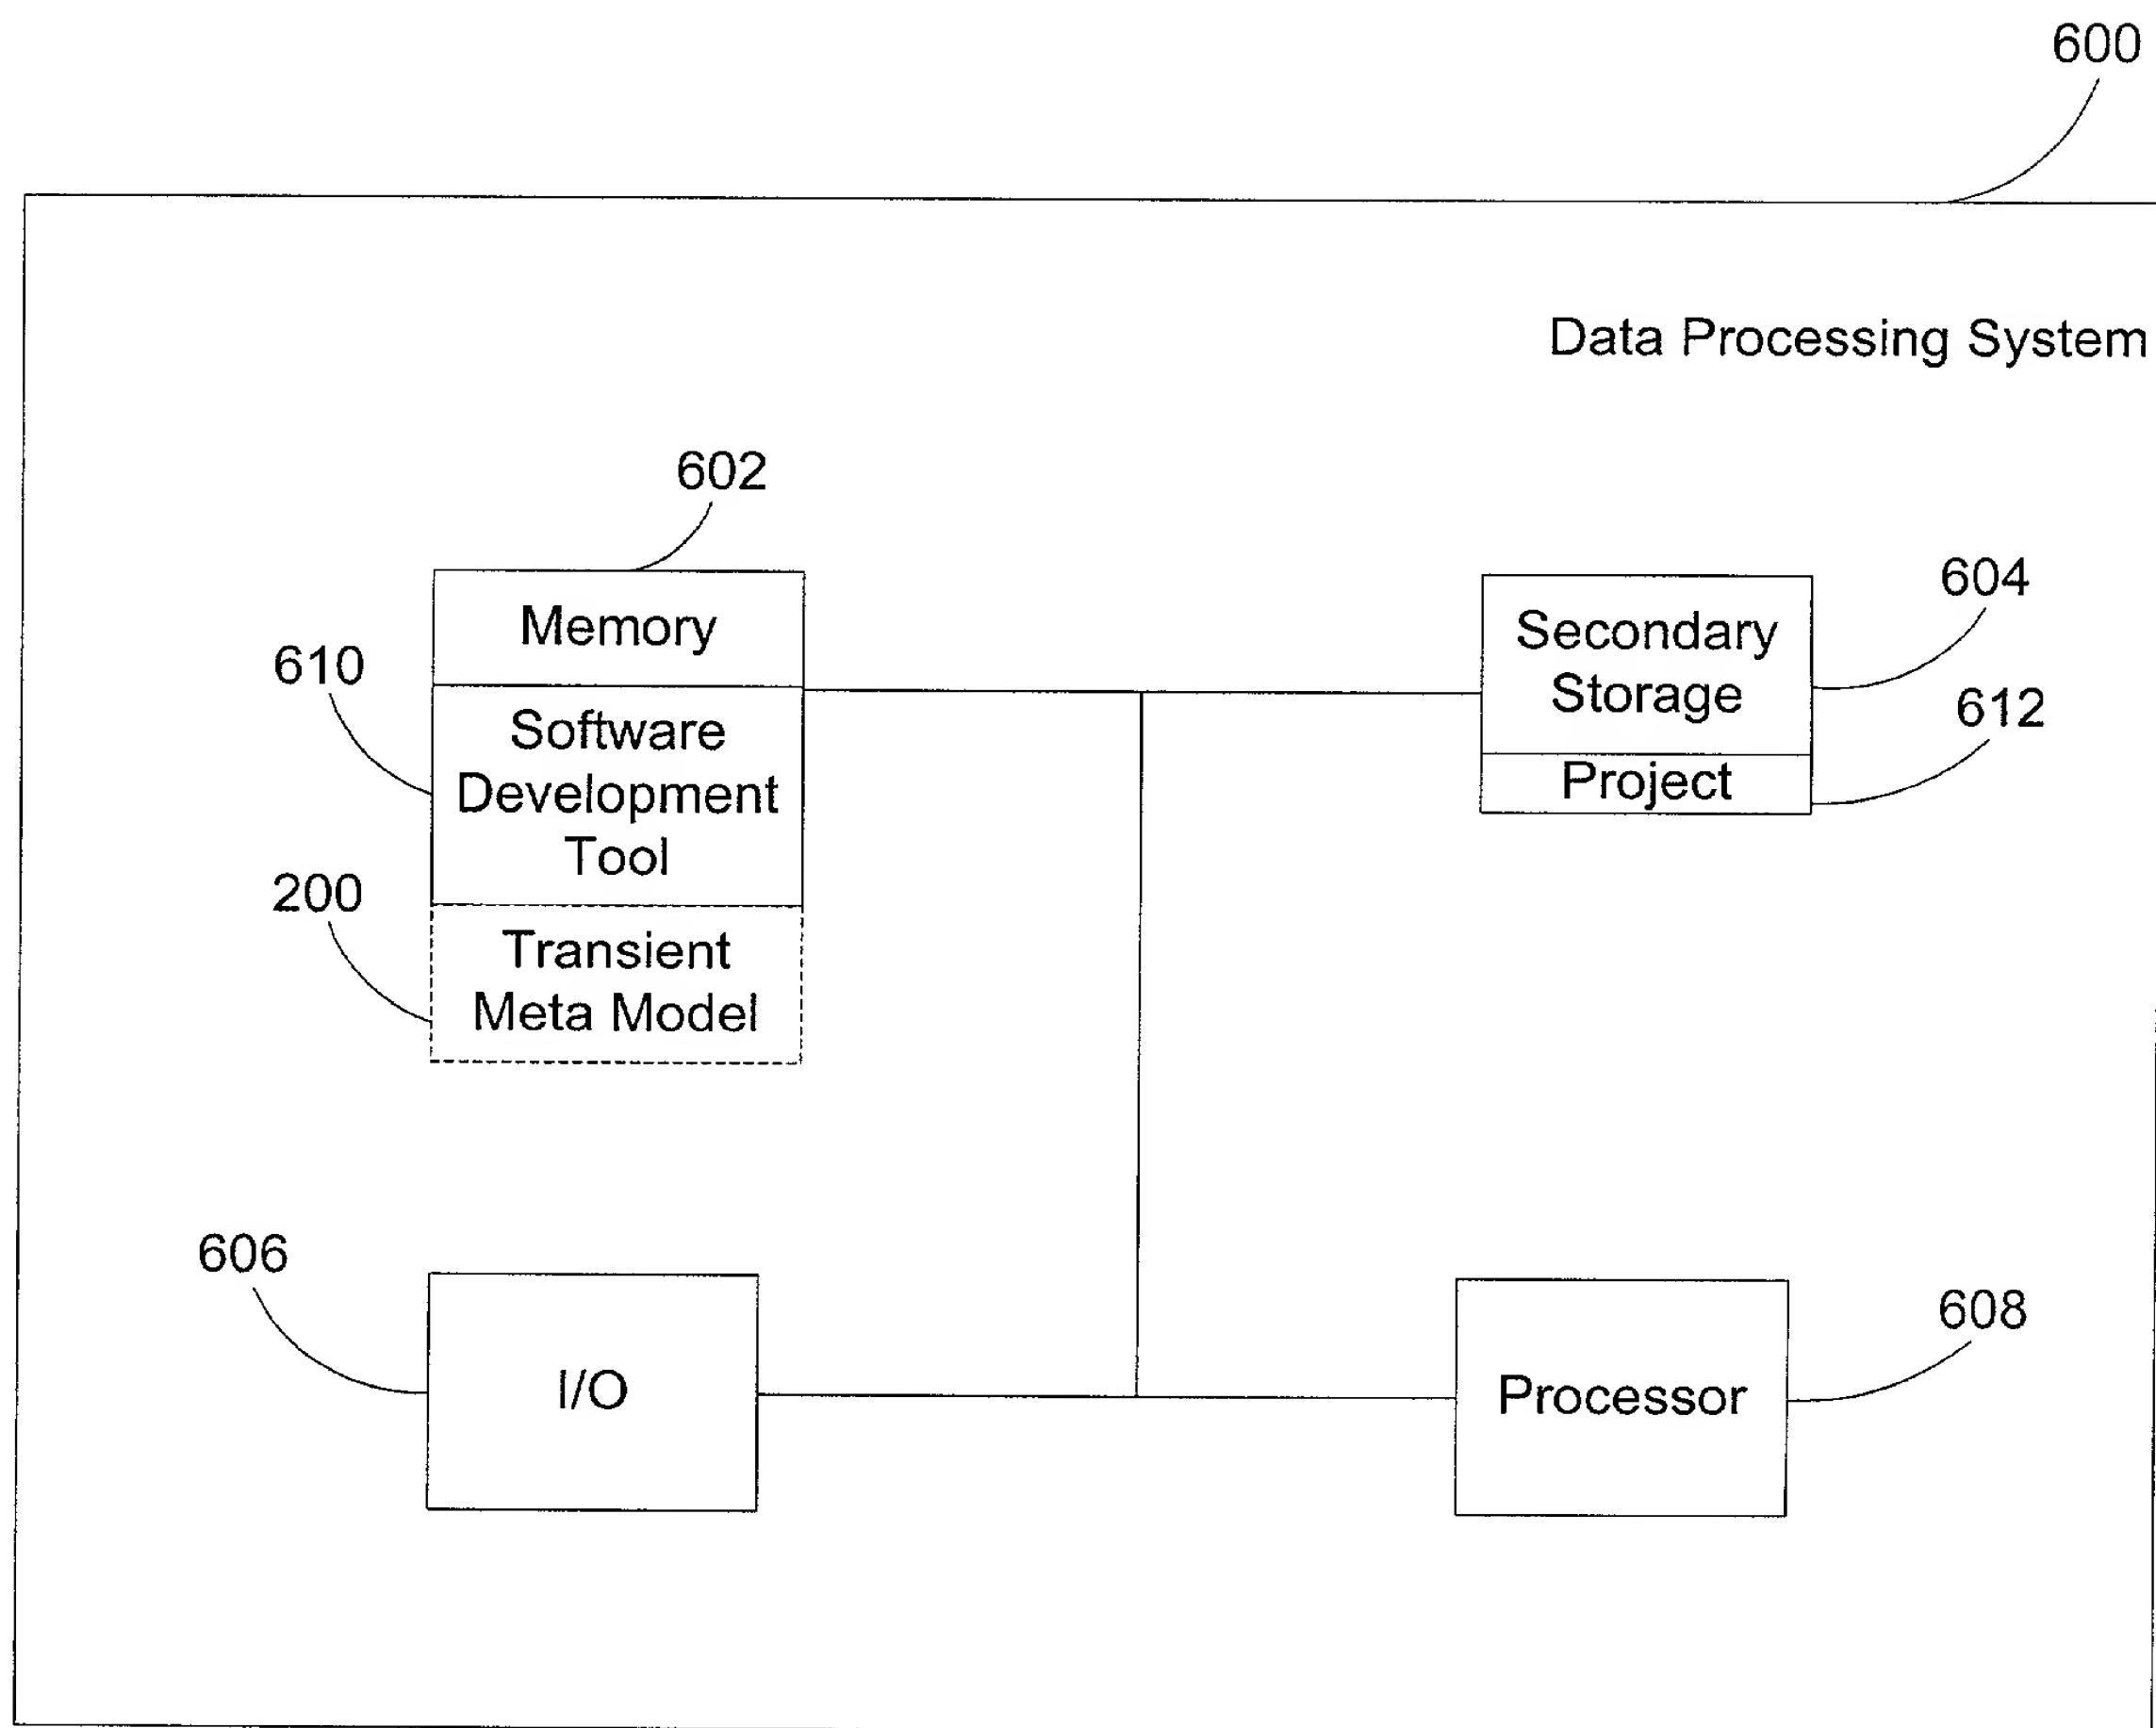 600
Data Processing System
602
604
Memory
Secondary
Storage
610
612
Software
Development
Tool
Project
200
Transient
Meta Model
606
608
I/O
Processor